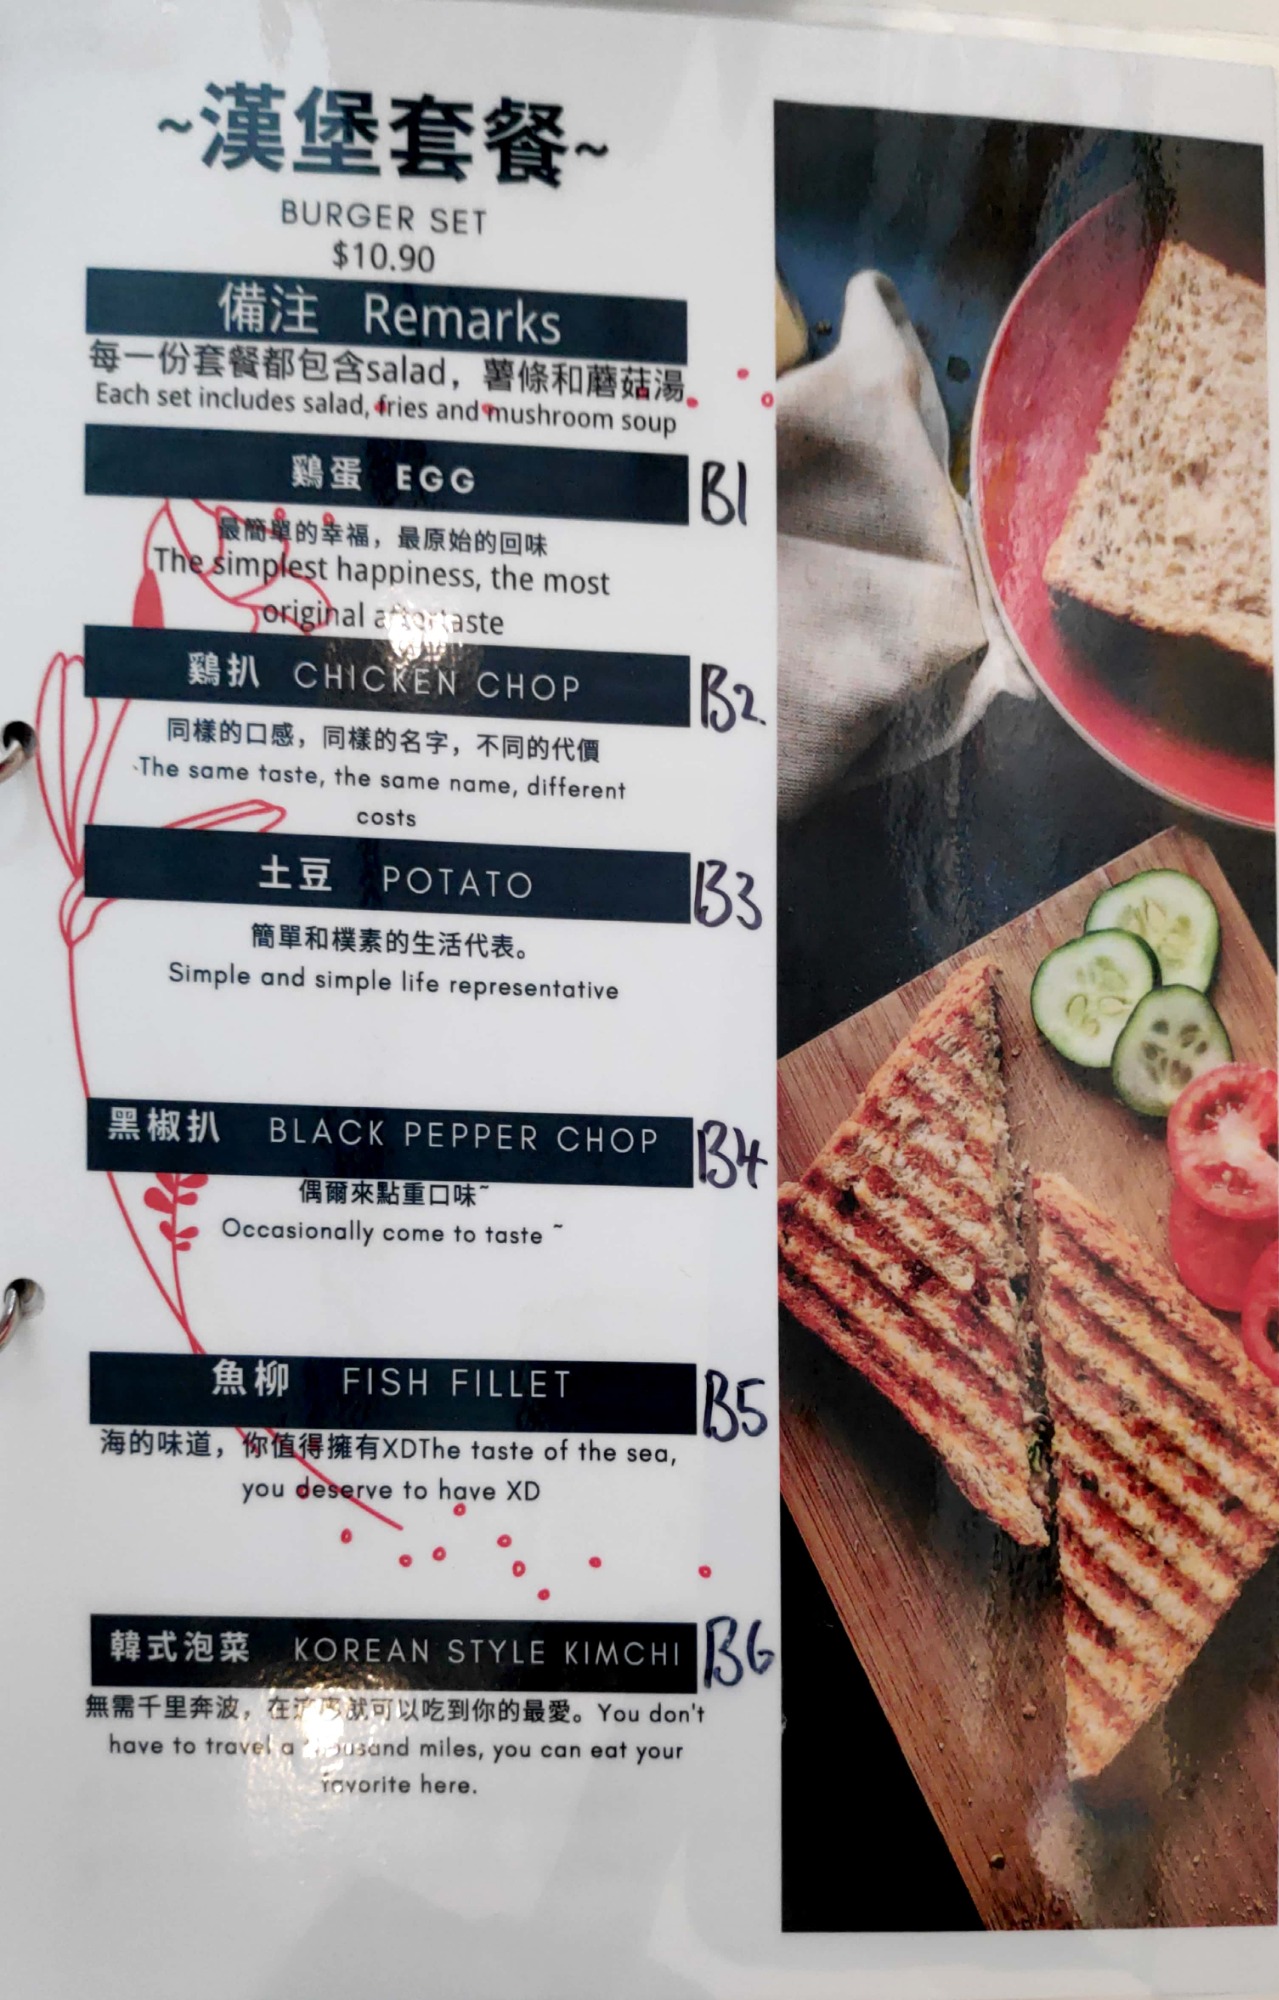 ~漢堡套餐~
BURGER SET
$10.90
備注 Remarks
每一份套餐都包含salad，薯條和蘑菇湯
Each set includes salad, fries and mushroom soup
鷄蛋 EGG B1
最簡單的幸福，最原始的回味
The simplest happiness, the most
original aftertaste
鷄扒 CHICKEN CHOP B2.
同樣的口感，同樣的名字，不同的代價
The same taste, the same name, different
costs
土豆 POTATO B3
簡單和樸素的生活代表。
Simple and simple life representative
黑椒扒 BLACK PEPPER CHOP B4
偶爾來點重口味~
Occasionally come to taste ~
魚柳 FISH FILLET B5
海的味道，你值得擁有XDThe taste of the sea,
you deserve to have XD
韓式泡菜 KOREAN STYLE KIMCHI B6
無需千里奔波，在這就可以吃到你的最愛。You don't
have to travel a thousand miles, you can eat your
favorite here.